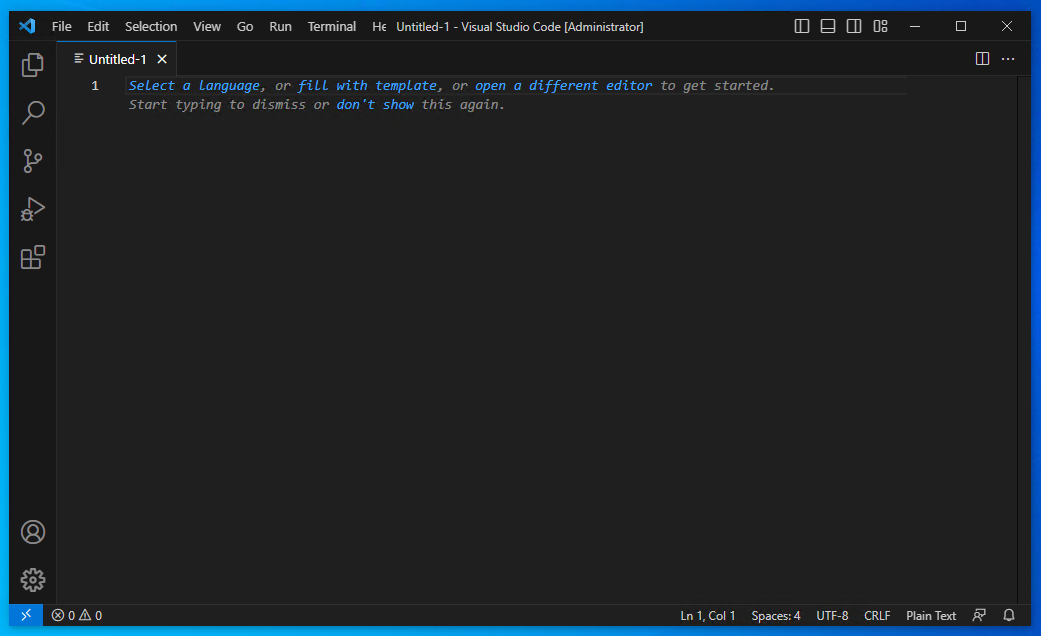 File Edit Selection View Go Run Terminal He Untitled-1 - Visual Studio Code [Administrator]
Untitled-1
1 Select a language, or fill with template, or open a different editor to get started.
Start typing to dismiss or don't show this again.
0 0 Ln 1, Col 1 Spaces: 4 UTF-8 CRLF Plain Text